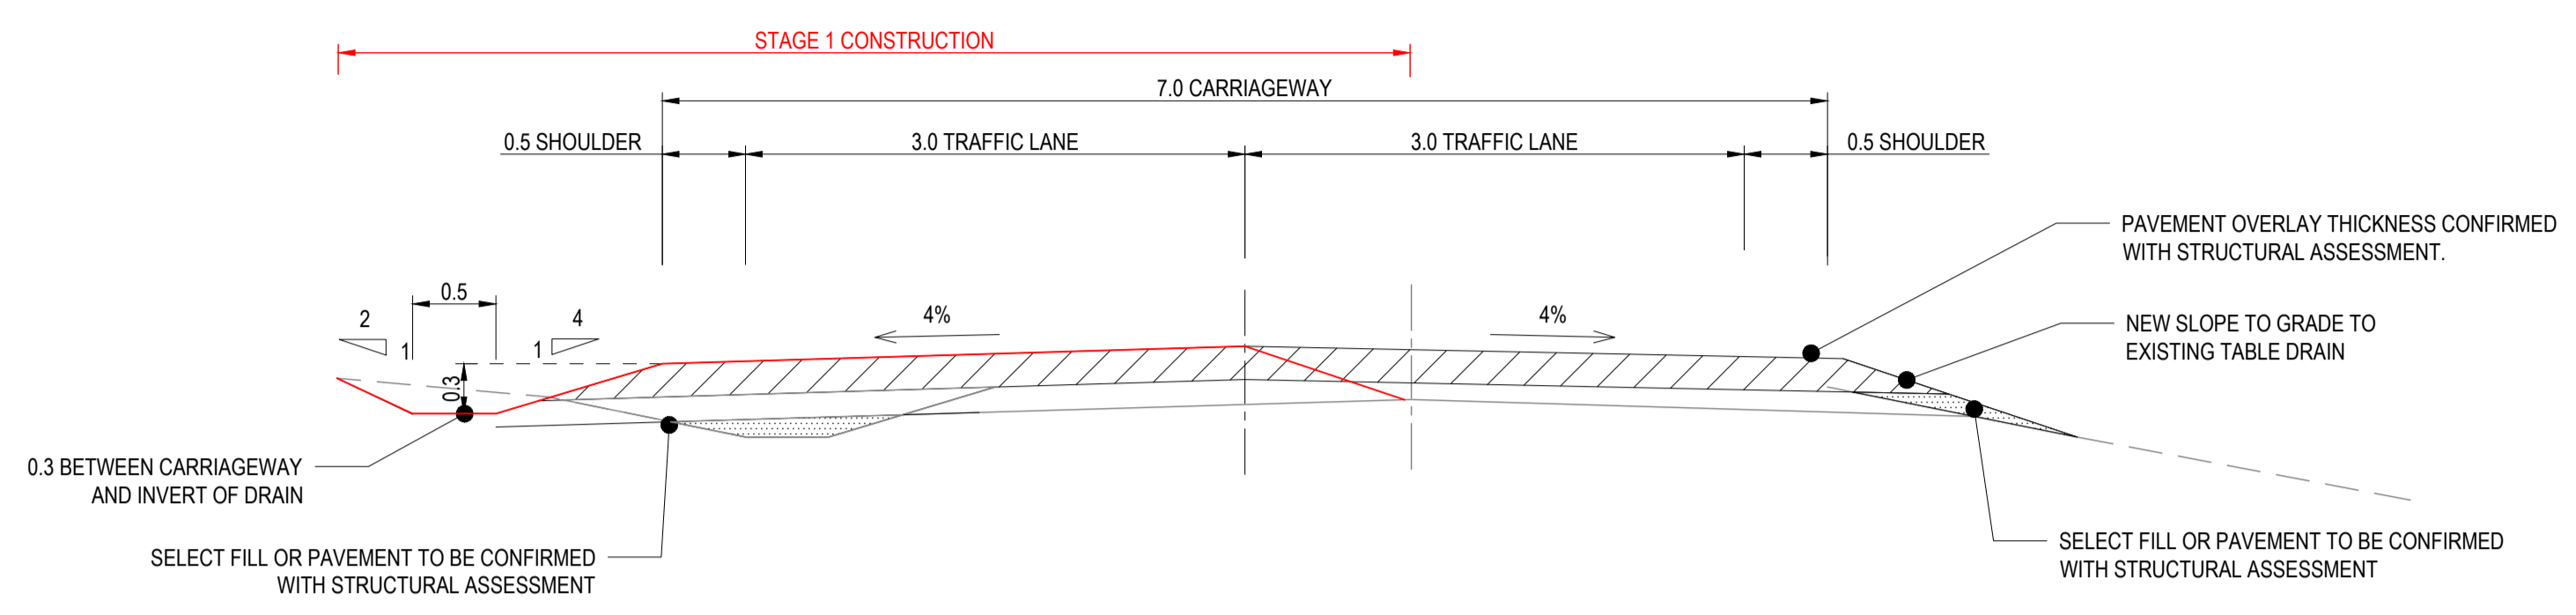 STAGE 1 CONSTRUCTION
7.0 CARRIAGEWAY
0.5 SHOULDER
3.0 TRAFFIC LANE
3.0 TRAFFIC LANE
0.5 SHOULDER
PAVEMENT OVERLAY THICKNESS CONFIRMED
WITH STRUCTURAL ASSESSMENT.
0.5
2
1
1
4
4%
4%
NEW SLOPE TO GRADE TO
EXISTING TABLE DRAIN
0.3
0.3 BETWEEN CARRIAGEWAY
AND INVERT OF DRAIN
SELECT FILL OR PAVEMENT TO BE CONFIRMED
WITH STRUCTURAL ASSESSMENT
SELECT FILL OR PAVEMENT TO BE CONFIRMED
WITH STRUCTURAL ASSESSMENT